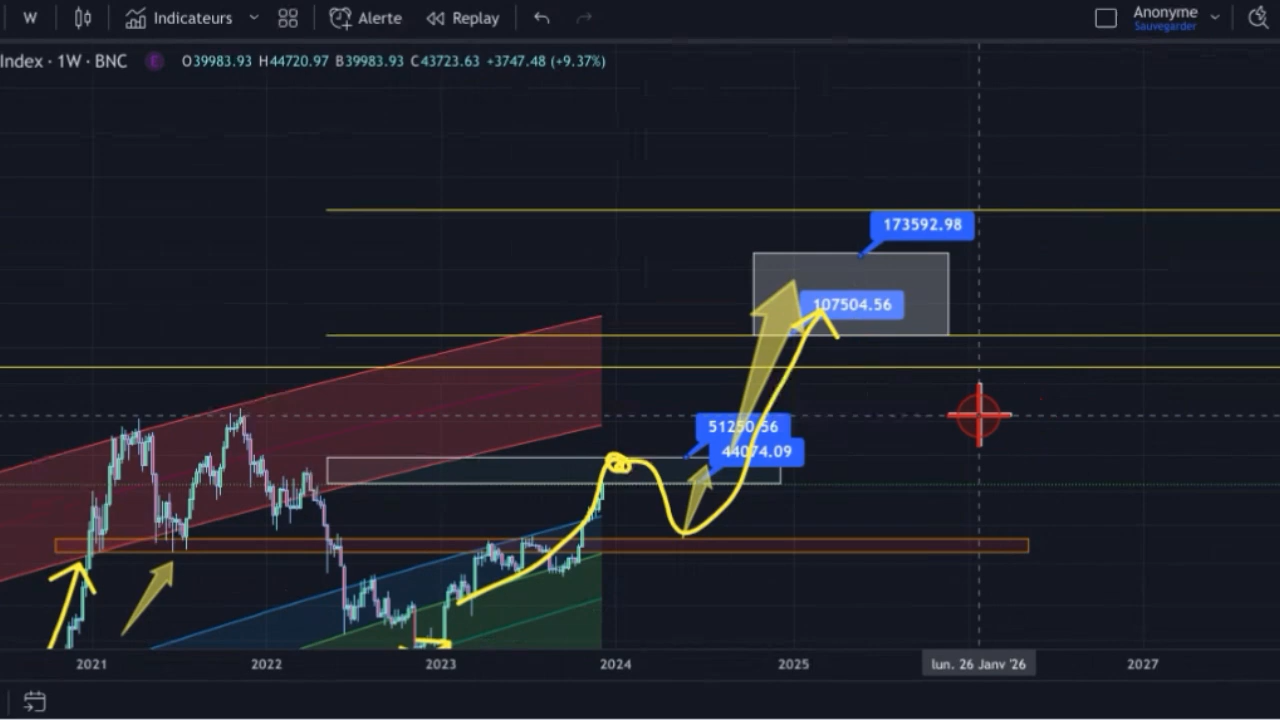 W Indicateurs Alerte Replay Anonyme
Sauvegarder
Index · 1W · BNC E O39983.93 H44720.97 B39983.93 C43723.63 +3747.48 (+9.37%)
173592.98
107504.56
51250.56
44074.09
2021 2022 2023 2024 2025 lun. 26 Janv '26 2027